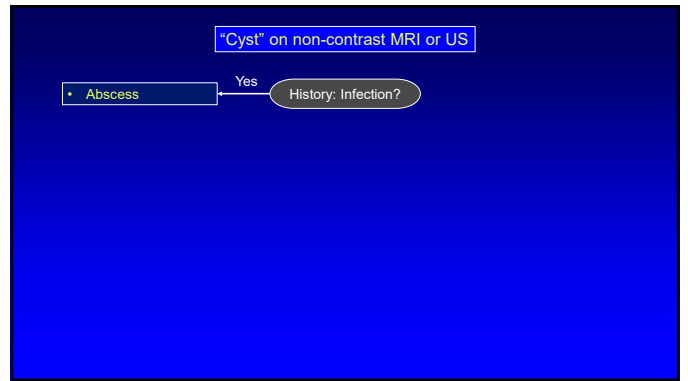 “Cyst” on non-contrast MRI or US
Yes
• Abscess
History: Infection?